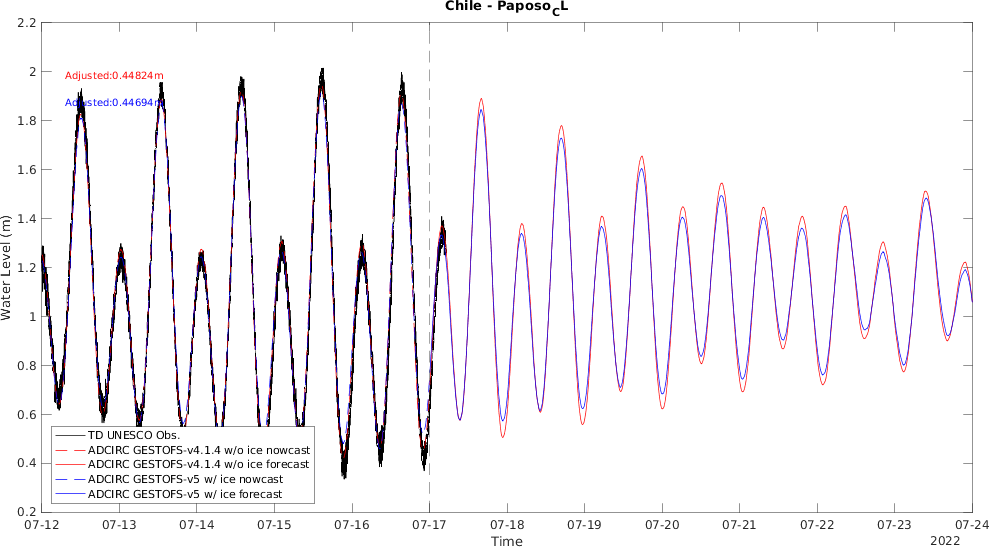 Chile - Paposo_CL
2.2
2
1.8
1.6
1.4
1.2
1
0.8
0.6
0.4
0.2
Water Level (m)
Adjusted:0.44824m
Adjusted:0.44694m
TD UNESCO Obs.
ADCIRC GESTOFS-v4.1.4 w/o ice nowcast
ADCIRC GESTOFS-v4.1.4 w/o ice forecast
ADCIRC GESTOFS-v5 w/ ice nowcast
ADCIRC GESTOFS-v5 w/ ice forecast
07-12 07-13 07-14 07-15 07-16 07-17 07-18 07-19 07-20 07-21 07-22 07-23 07-24
Time
2022